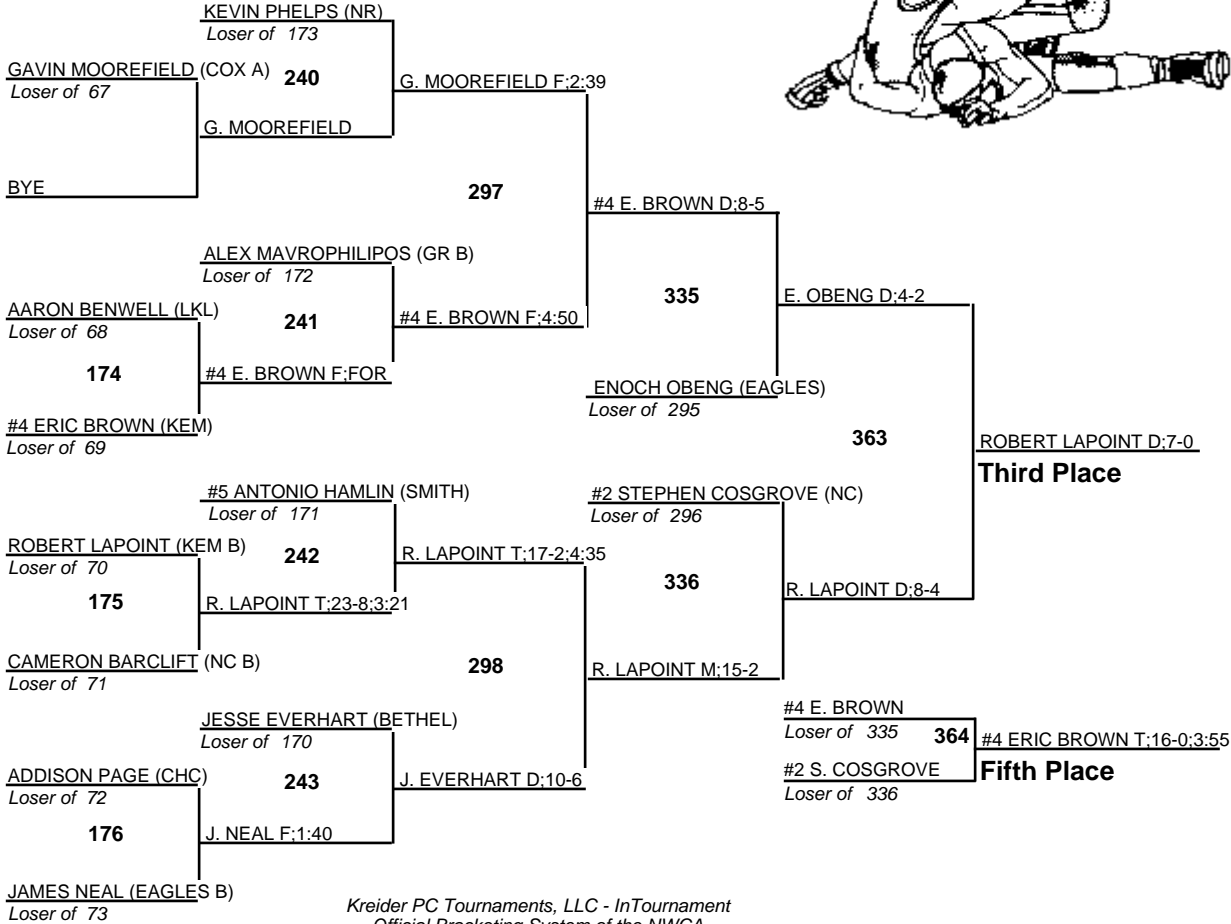 KEVIN PHELPS (NR)
Loser of 173
GAVIN MOOREFIELD (COX A)
240
Loser of 67
G. MOOREFIELD F;2:39
G. MOOREFIELD
BYE
297
#4 E. BROWN D;8-5
ALEX MAVROPHILIPOS (GR B)
Loser of 172
AARON BENWELL (LKL)
Loser of 68
241
#4 E. BROWN F;4:50
335
E. OBENG D;4-2
174
#4 E. BROWN F;FOR
ENOCH OBENG (EAGLES)
Loser of 295
#4 ERIC BROWN (KEM)
Loser of 69
363
ROBERT LAPOINT D;7-0
Third Place
#5 ANTONIO HAMLIN (SMITH)
Loser of 171
#2 STEPHEN COSGROVE (NC)
Loser of 296
ROBERT LAPOINT (KEM B)
Loser of 70
242
R. LAPOINT T;17-2;4:35
336
R. LAPOINT D;8-4
175
R. LAPOINT T;23-8;3:21
CAMERON BARCLIFT (NC B)
Loser of 71
298
R. LAPOINT M;15-2
JESSE EVERHART (BETHEL)
Loser of 170
#4 E. BROWN
Loser of 335
364
#4 ERIC BROWN T;16-0;3:55
Fifth Place
#2 S. COSGROVE
Loser of 336
ADDISON PAGE (CHC)
Loser of 72
243
J. EVERHART D;10-6
176
J. NEAL F;1:40
JAMES NEAL (EAGLES B)
Loser of 73
Kreider PC Tournaments, LLC - InTournament
Official Bracketing System of the NWCA